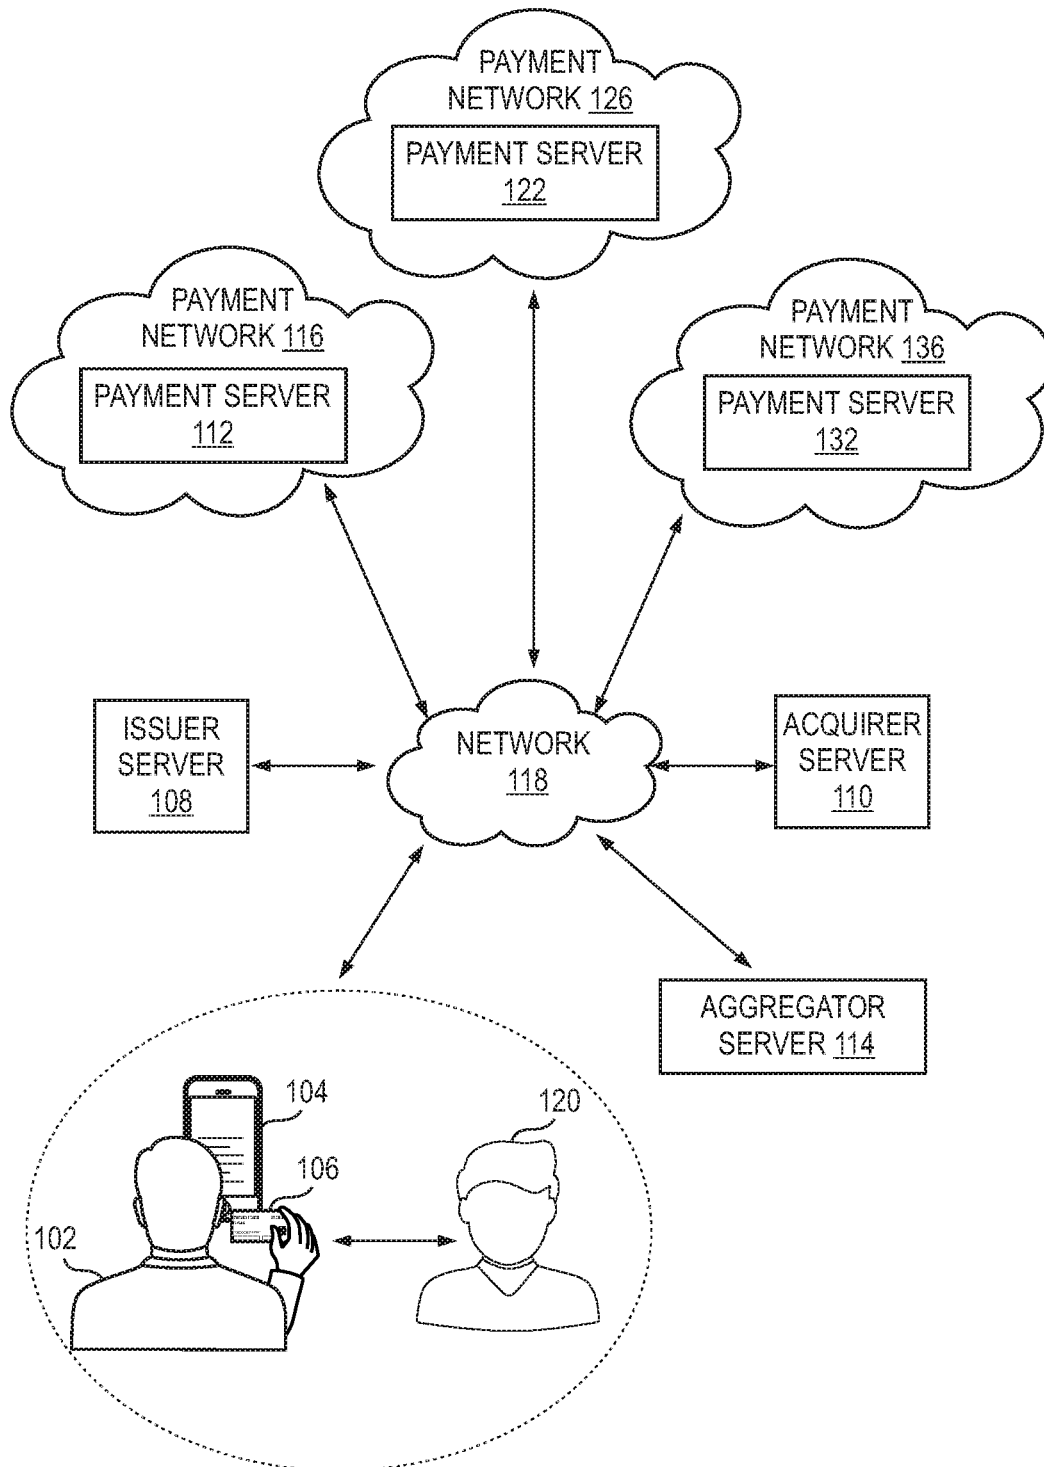 PAYMENT
NETWORK 126
PAYMENT SERVER
122
PAYMENT
NETWORK 116
PAYMENT SERVER
112
PAYMENT
NETWORK 136
PAYMENT SERVER
132
ISSUER
SERVER
108
NETWORK
118
ACQUIRER
SERVER
110
AGGREGATOR
SERVER 114
104
106
102
120